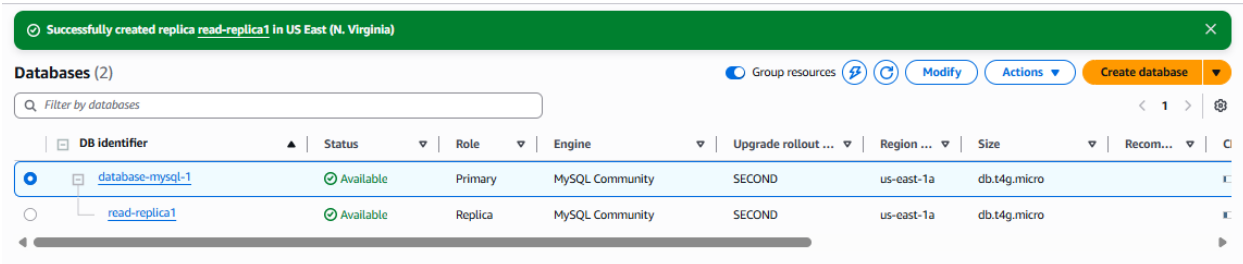 Successfully created replica read-replica1 in US East (N. Virginia)
Databases (2)
Group resources
Modify
Actions
Create database
Filter by databases
1
DB identifier Status Role Engine Upgrade rollout ... Region ... Size Recom...
database-mysql-1 Available Primary MySQL Community SECOND us-east-1a db.t4g.micro
read-replica1 Available Replica MySQL Community SECOND us-east-1a db.t4g.micro